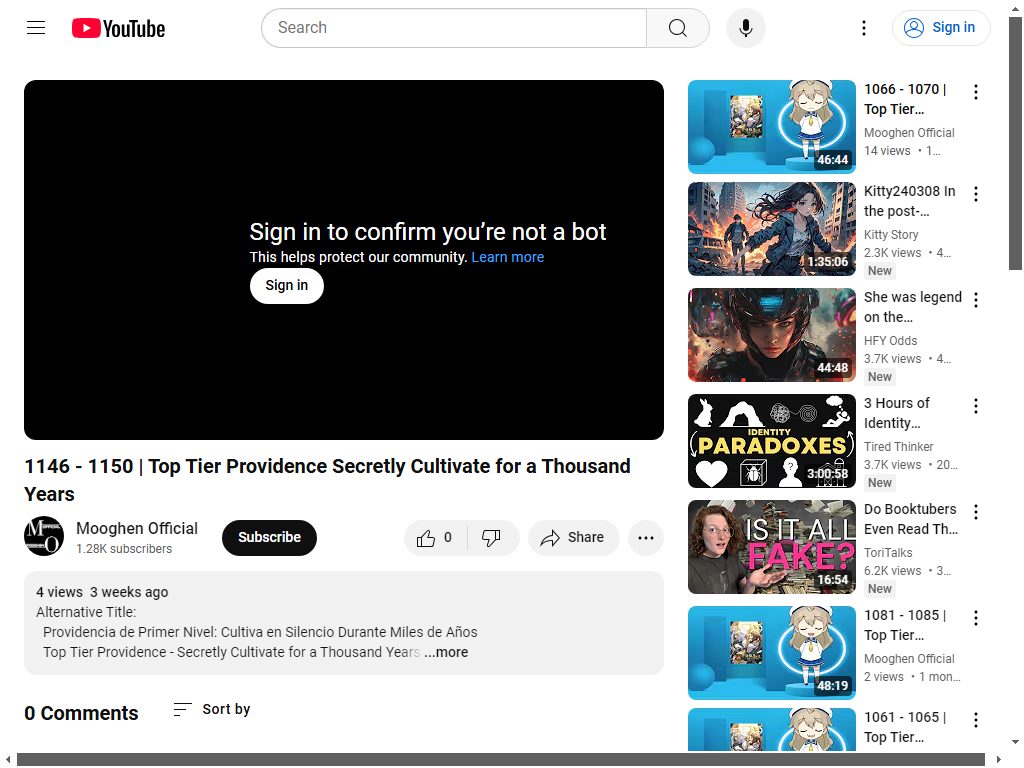 YouTube
Search
Sign in
Sign in to confirm you’re not a bot
This helps protect our community. Learn more
Sign in
1146 - 1150 | Top Tier Providence Secretly Cultivate for a Thousand
Years
Mooghen Official
1.28K subscribers
Subscribe
0
Share
4 views 3 weeks ago
Alternative Title:
Providencia de Primer Nivel: Cultiva en Silencio Durante Miles de Años
Top Tier Providence - Secretly Cultivate for a Thousand Years ...more
0 Comments
Sort by
46:44
1066 - 1070 |
Top Tier…
Mooghen Official
14 views • 1…
1:35:06
Kitty240308 In
the post-…
Kitty Story
2.3K views • 4…
New
44:48
She was legend
on the…
HFY Odds
3.7K views • 4…
New
IDENTITY
PARADOXES
3:00:58
3 Hours of
Identity…
Tired Thinker
3.7K views • 20…
New
IS IT ALL
FAKE?
16:54
Do Booktubers
Even Read Th…
ToriTalks
6.2K views • 3…
New
48:19
1081 - 1085 |
Top Tier…
Mooghen Official
2 views • 1 mon…
1061 - 1065 |
Top Tier…